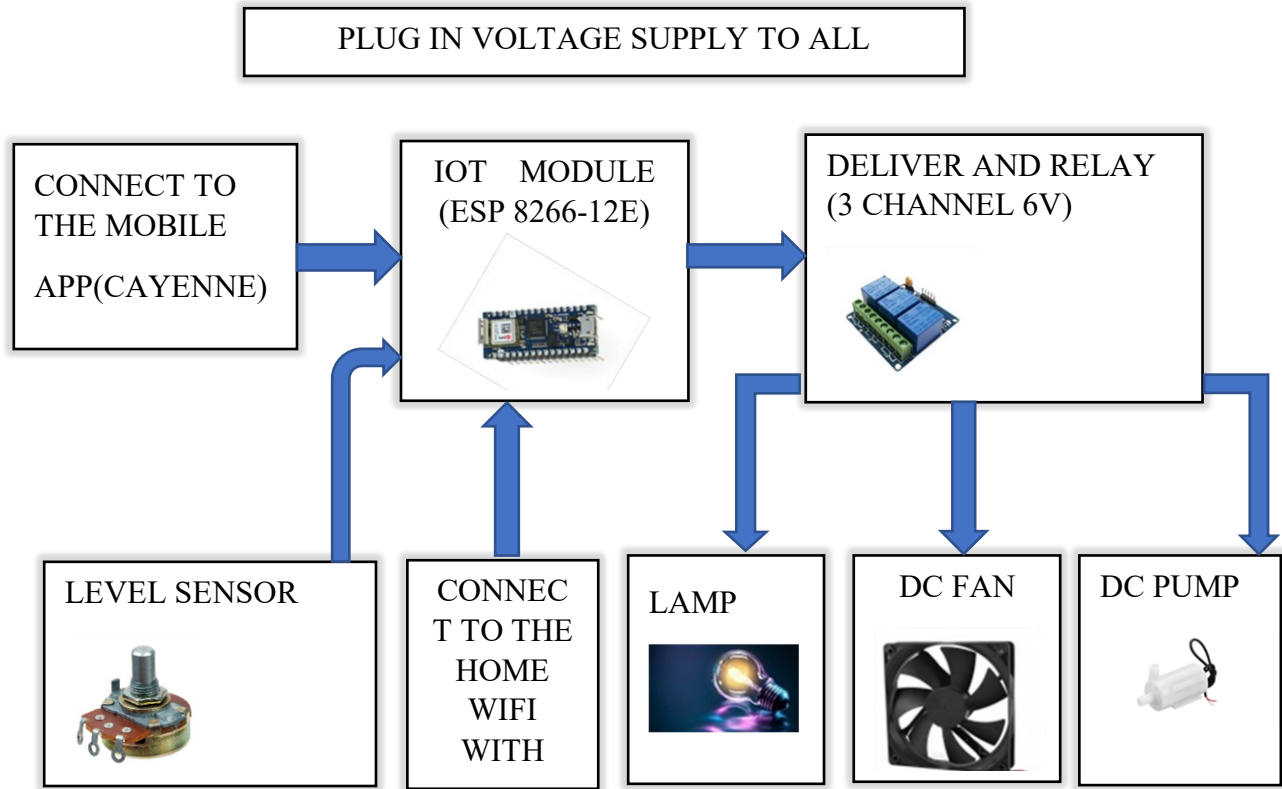 PLUG IN VOLTAGE SUPPLY TO ALL
CONNECT TO
THE MOBILE
APP(CAYENNE)
IOT MODULE
(ESP 8266-12E)
DELIVER AND RELAY
(3 CHANNEL 6V)
LEVEL SENSOR
CONNEC
T TO THE
HOME
WIFI
WITH
LAMP
DC FAN
DC PUMP